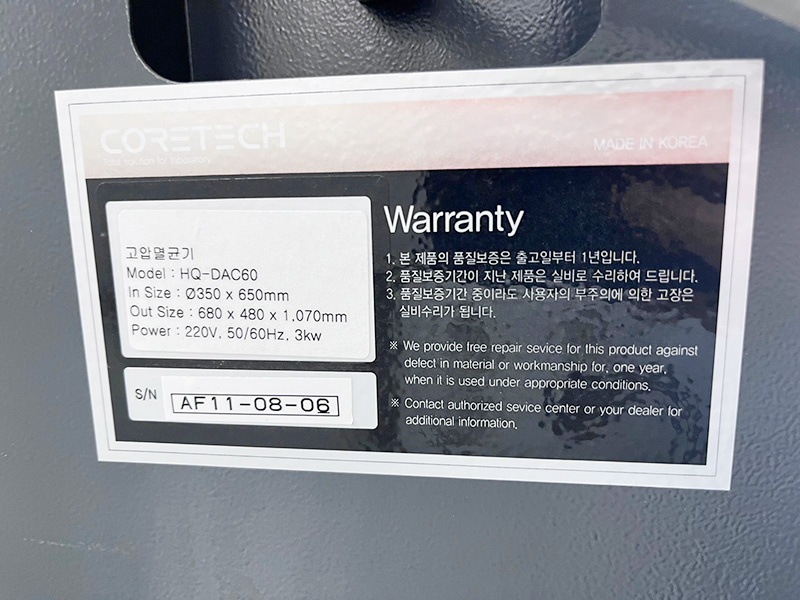 CORETECH
Total solution for laboratory
MADE IN KOREA
고압멸균기
Model : HQ-DAC60
In Size : Ø350 x 650mm
Out Size : 680 x 480 x 1,070mm
Power : 220V, 50/60Hz, 3kw
S/N
AF11-08-06
Warranty
1. 본 제품의 품질보증은 출고일부터 1년입니다.
2. 품질보증기간이 지난 제품은 실비로 수리하여 드립니다.
3. 품질보증기간 중이라도 사용자의 부주의에 의한 고장은
실비수리가 됩니다.
※ We provide free repair sevice for this product against
defect in material or workmanship for, one year,
when it is used under appropriate conditions.
※ Contact authorized sevice center or your dealer for
additional information.